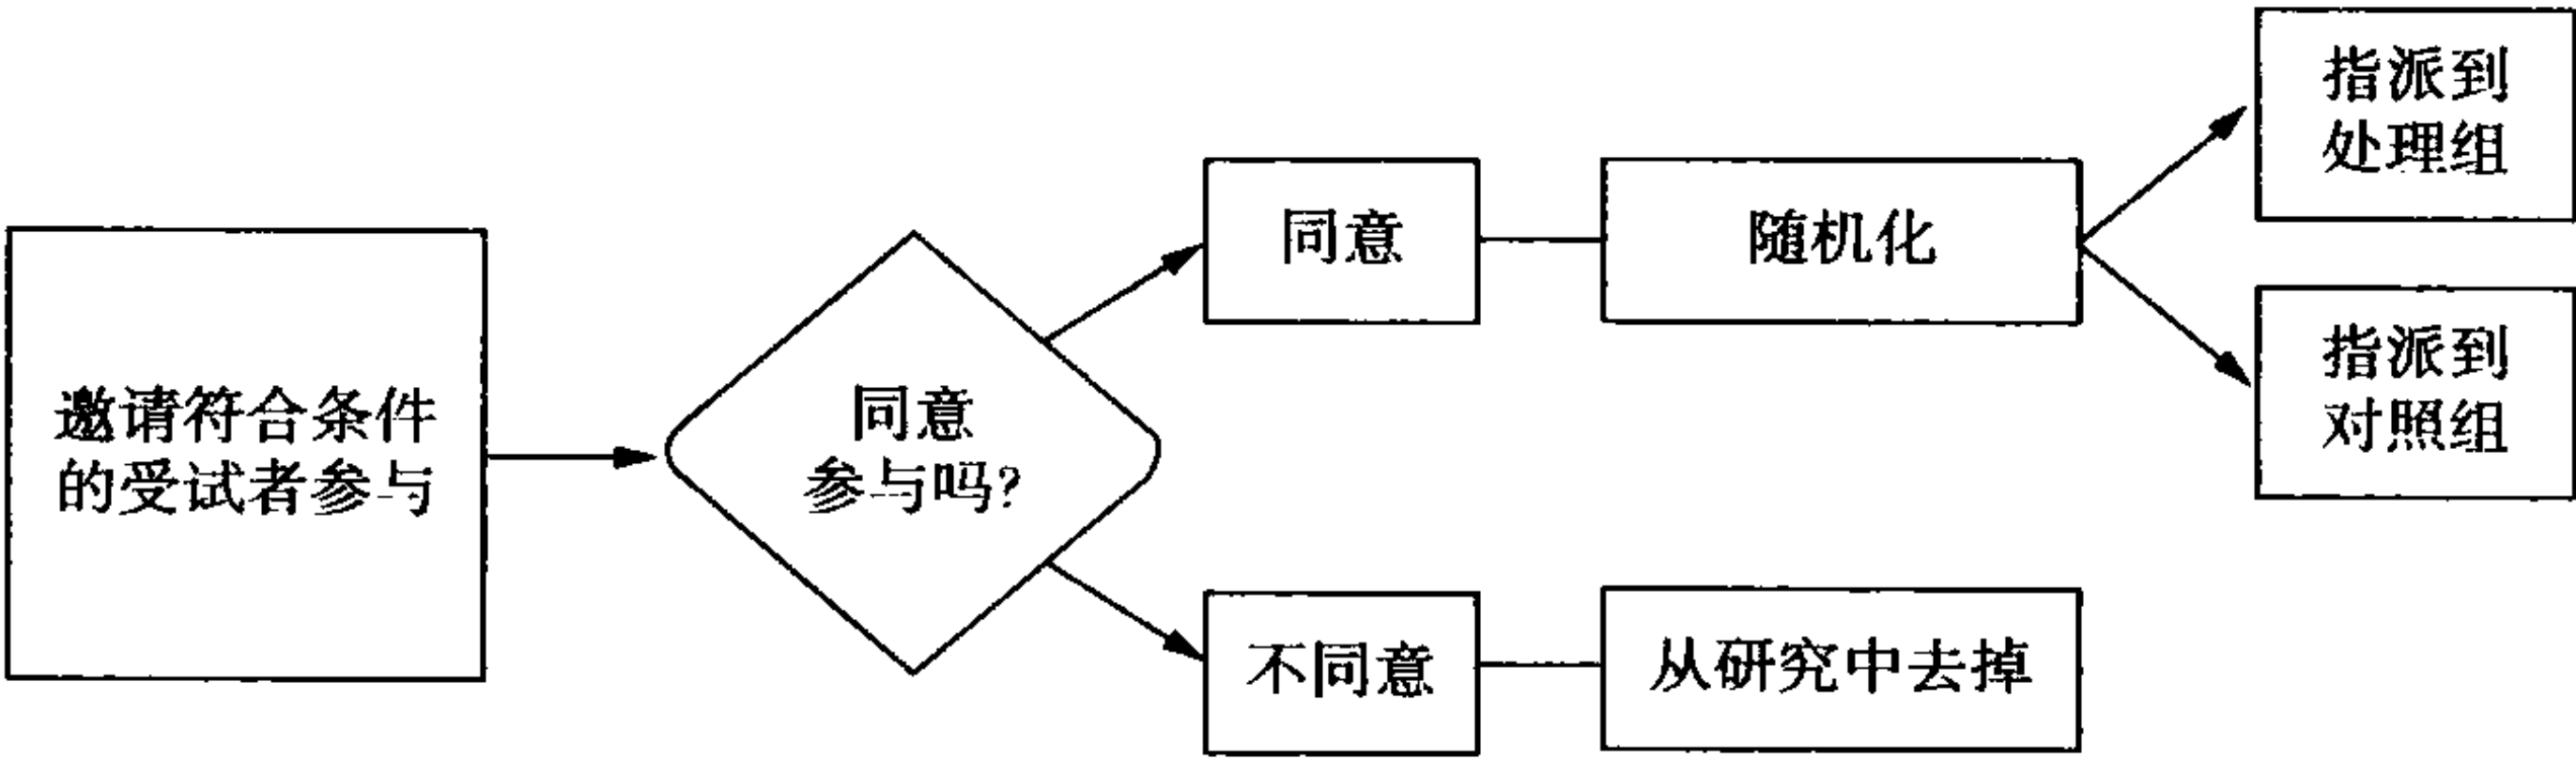 邀请符合条件
的受试者参与
同意
参与吗?
同意
随机化
指派到
处理组
指派到
对照组
不同意
从研究中去掉